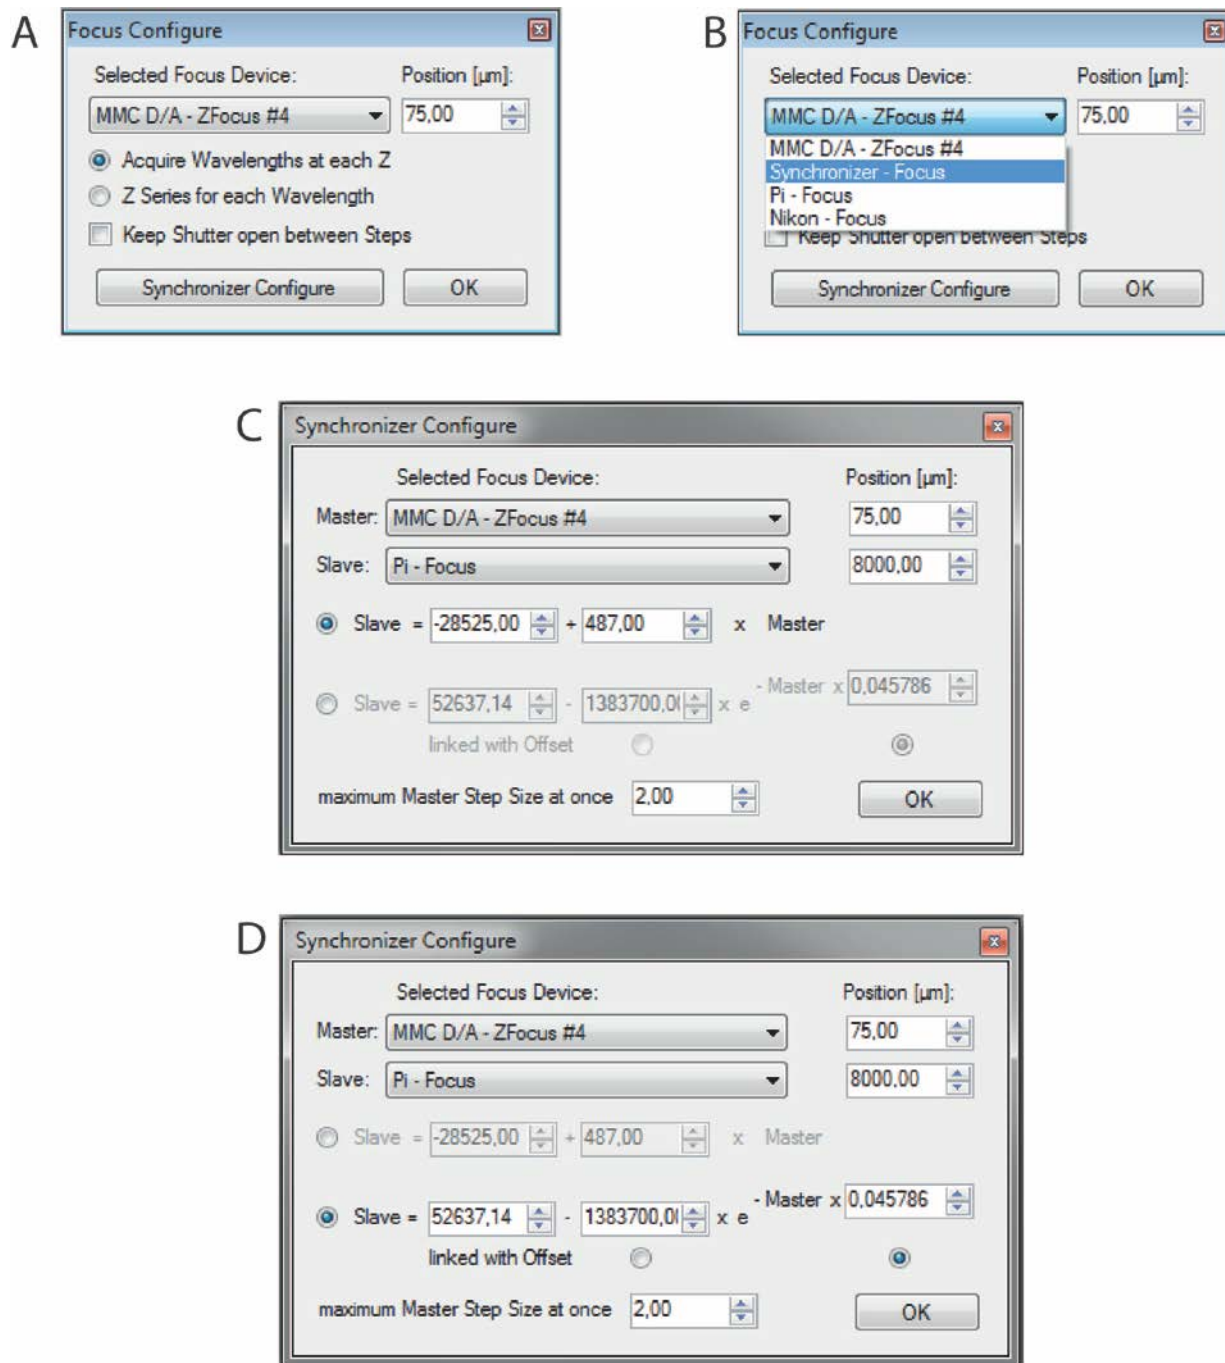 A
Focus Configure
Selected Focus Device: Position [µm]:
MMC D/A - ZFocus #4 75,00
Acquire Wavelengths at each Z
Z Series for each Wavelength
Keep Shutter open between Steps
Synchronizer Configure OK
B
Focus Configure
Selected Focus Device: Position [µm]:
MMC D/A - ZFocus #4 75,00
MMC D/A - ZFocus #4
Synchronizer - Focus
Pi - Focus
Nikon - Focus
Keep Shutter open between Steps
Synchronizer Configure OK
C
Synchronizer Configure
Selected Focus Device: Position [µm]:
Master: MMC D/A - ZFocus #4 75,00
Slave: Pi - Focus 8000,00
Slave = -28525,00 + 487,00 x Master
Slave = 52637,14 - 1383700,0( x e - Master x 0,045786
linked with Offset
maximum Master Step Size at once 2,00 OK
D
Synchronizer Configure
Selected Focus Device: Position [µm]:
Master: MMC D/A - ZFocus #4 75,00
Slave: Pi - Focus 8000,00
Slave = -28525,00 + 487,00 x Master
Slave = 52637,14 - 1383700,0( x e - Master x 0,045786
linked with Offset
maximum Master Step Size at once 2,00 OK